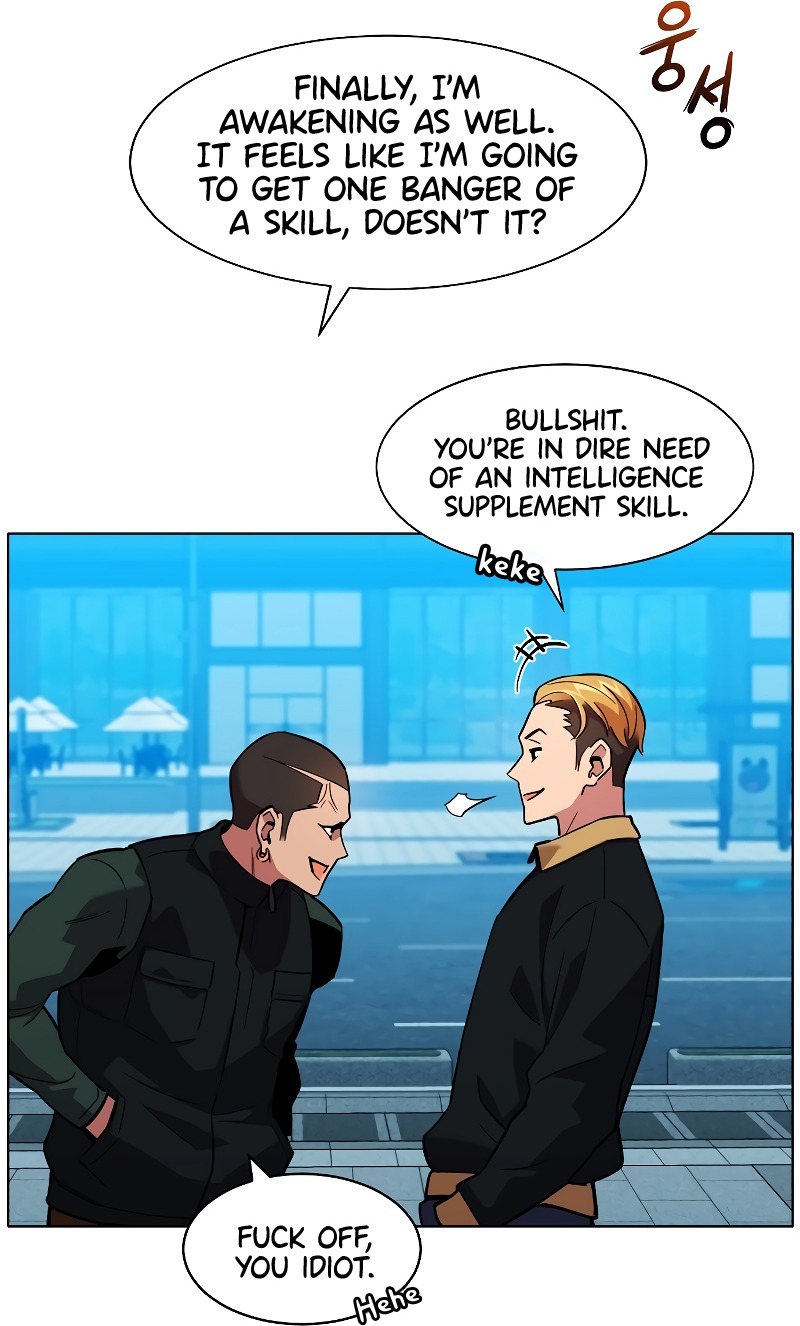 웅성
FINALLY, I'M
AWAKENING AS WELL.
IT FEELS LIKE I'M GOING
TO GET ONE BANGER OF
A SKILL, DOESN'T IT?
BULLSHIT.
YOU'RE IN DIRE NEED
OF AN INTELLIGENCE
SUPPLEMENT SKILL.
keke
FUCK OFF,
YOU IDIOT.
Hehe